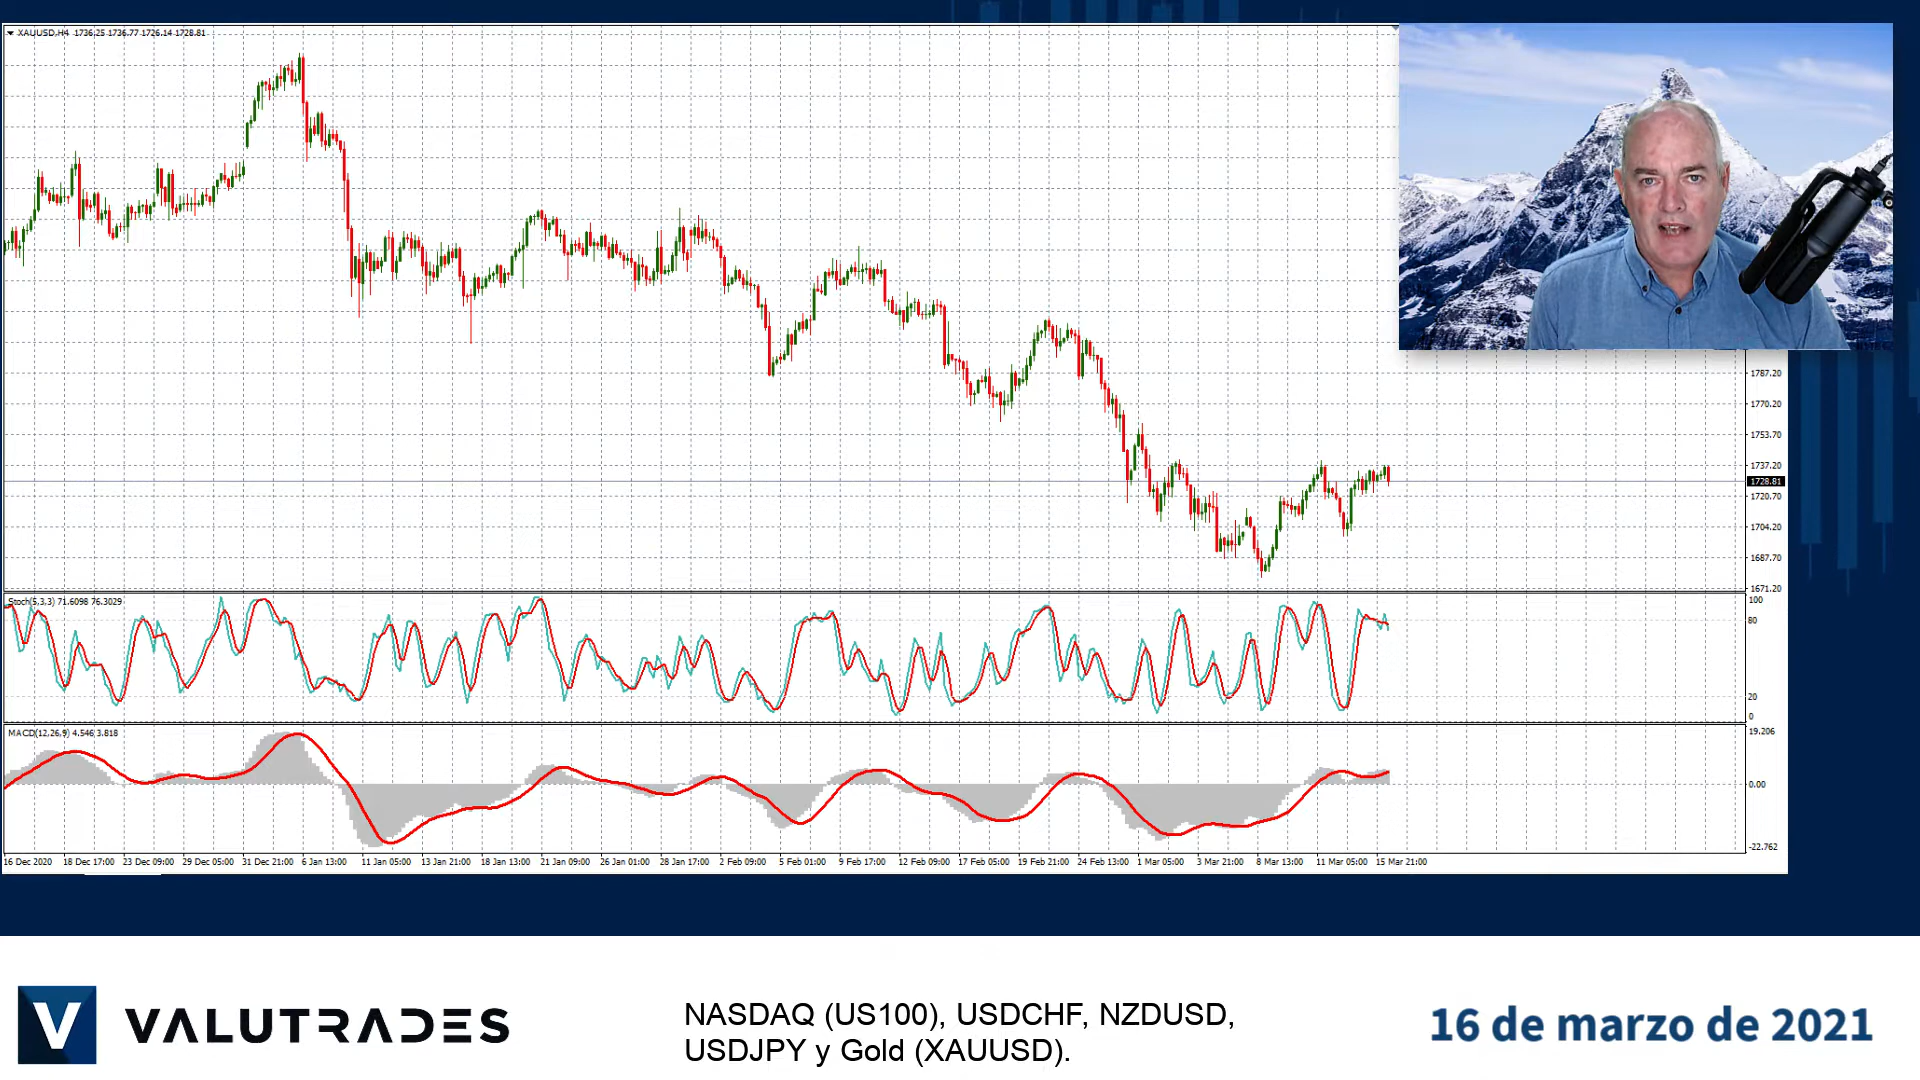 XAUUSD,H4 1736.25 1736.77 1726.14 1728.81
1787.20
1770.20
1753.70
1737.20
1728.81
1720.70
1704.20
1687.70
1671.20
Stoch(5,3,3) 71.6098 76.3029
100
80
20
0
MACD(12,26,9) 4.546 3.818
19.206
0.00
-22.762
16 Dec 2020 18 Dec 17:00 23 Dec 09:00 29 Dec 05:00 31 Dec 21:00 6 Jan 13:00 11 Jan 05:00 13 Jan 21:00 18 Jan 13:00 21 Jan 09:00 26 Jan 01:00 28 Jan 17:00 2 Feb 09:00 5 Feb 01:00 9 Feb 17:00 12 Feb 09:00 17 Feb 05:00 19 Feb 21:00 24 Feb 13:00 1 Mar 05:00 3 Mar 21:00 8 Mar 13:00 11 Mar 05:00 15 Mar 21:00
V VALUTRADES
NASDAQ (US100), USDCHF, NZDUSD,
USDJPY y Gold (XAUUSD).
16 de marzo de 2021